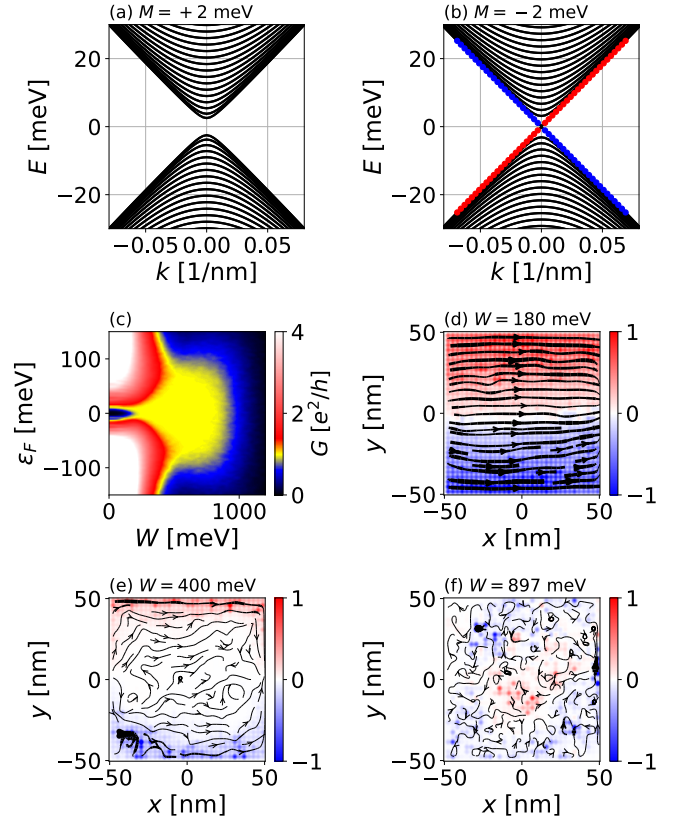 (a) M = +2 meV
(b) M = −2 meV
E [meV]
20
0
−20
−0.05 0.00 0.05
k [1/nm]
E [meV]
20
0
−20
−0.05 0.00 0.05
k [1/nm]
(c)
(d) W = 180 meV
εF [meV]
100
0
−100
0 1000
W [meV]
4
2
0
G [e²/h]
y [nm]
50
0
−50
−50 0 50
x [nm]
1
0
−1
(e) W = 400 meV
(f) W = 897 meV
y [nm]
50
0
−50
−50 0 50
x [nm]
1
0
−1
y [nm]
50
0
−50
−50 0 50
x [nm]
1
0
−1